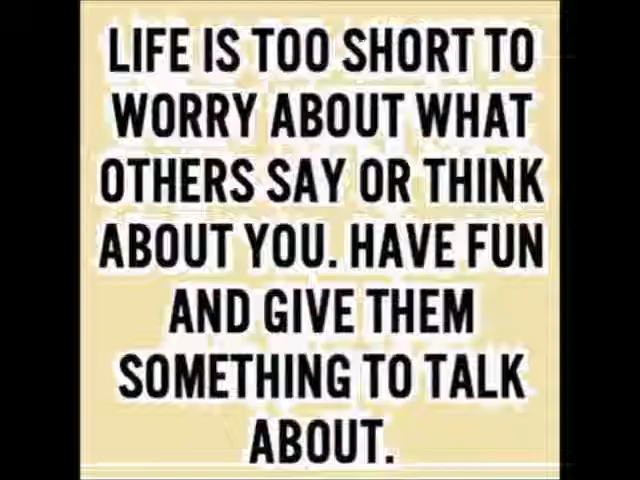 LIFE IS TOO SHORT TO
WORRY ABOUT WHAT
OTHERS SAY OR THINK
ABOUT YOU. HAVE FUN
AND GIVE THEM
SOMETHING TO TALK
ABOUT.